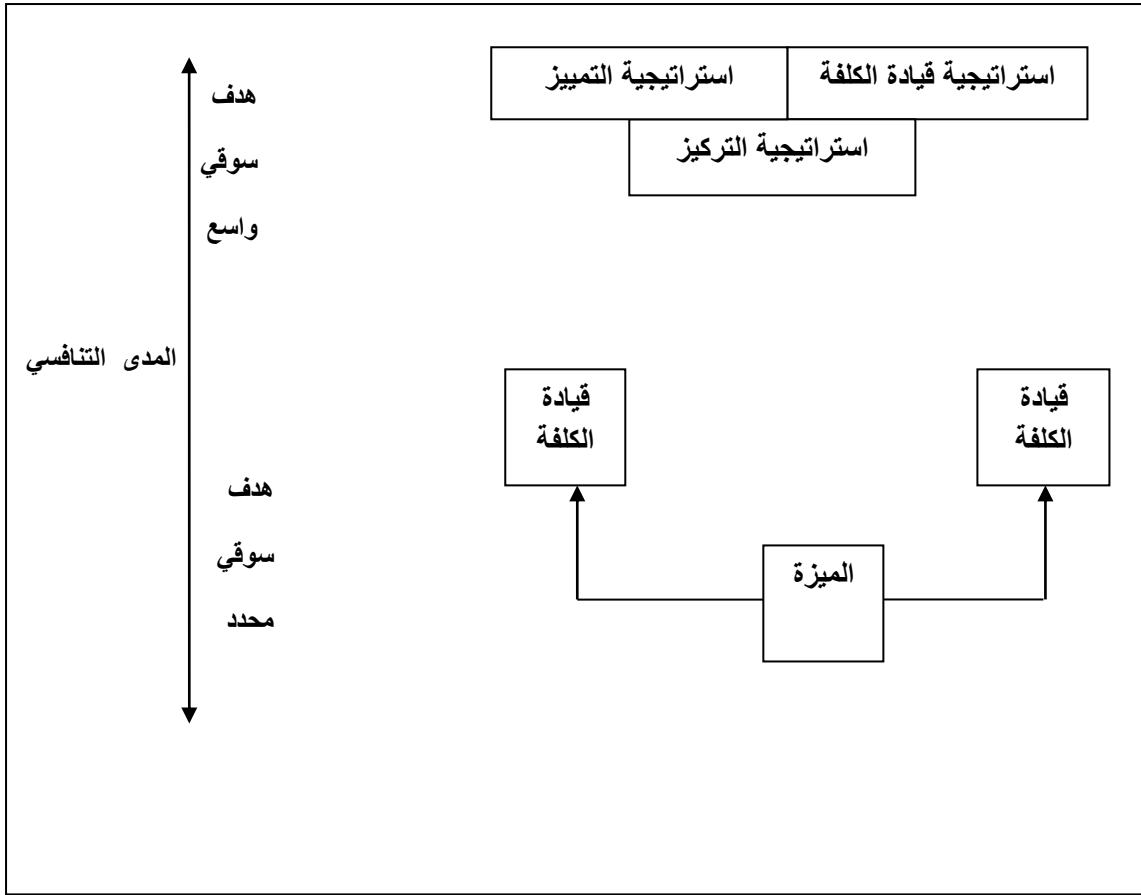 استراتيجية قيادة الكلفة
استراتيجية التمييز
استراتيجية التركيز
هدف
سوقي
واسع
المدى التنافسي
هدف
سوقي
محدد
قيادة
الكلفة
قيادة
الكلفة
الميزة